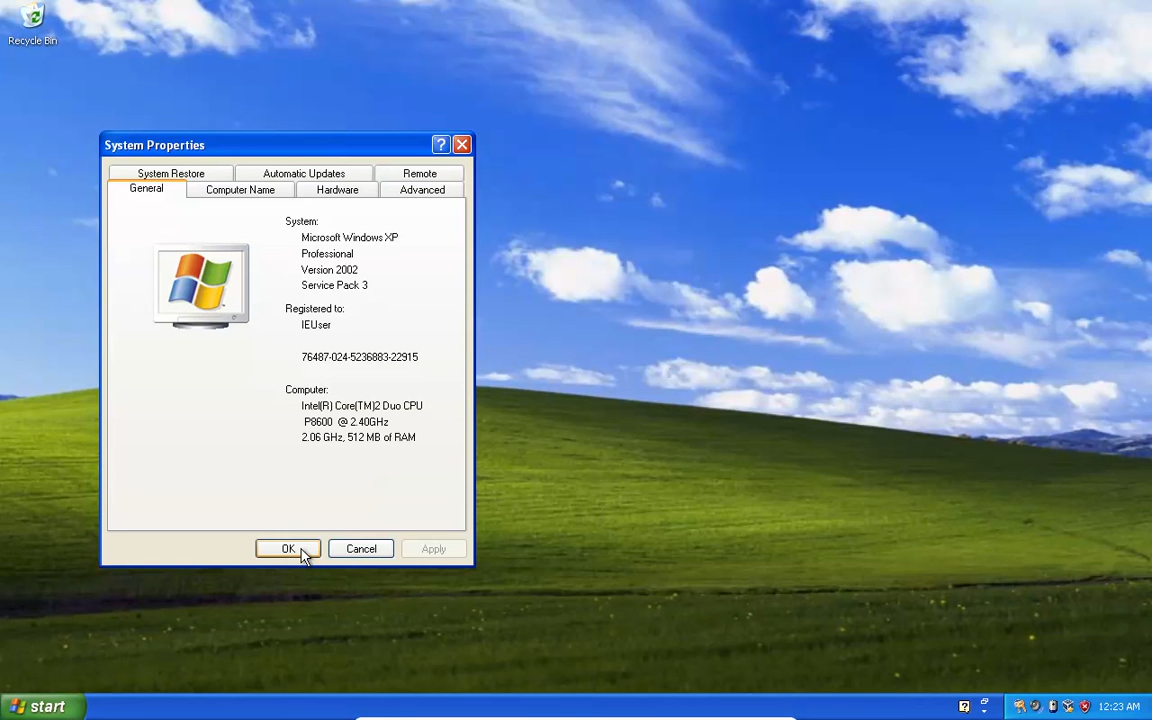 Recycle Bin
System Properties
System Restore
Automatic Updates
Remote
General
Computer Name
Hardware
Advanced
System:
Microsoft Windows XP
Professional
Version 2002
Service Pack 3
Registered to:
IEUser
76487-024-5236883-22915
Computer:
Intel(R) Core(TM)2 Duo CPU
P8600 @ 2.40GHz
2.06 GHz, 512 MB of RAM
OK
Cancel
Apply
start
12:23 AM